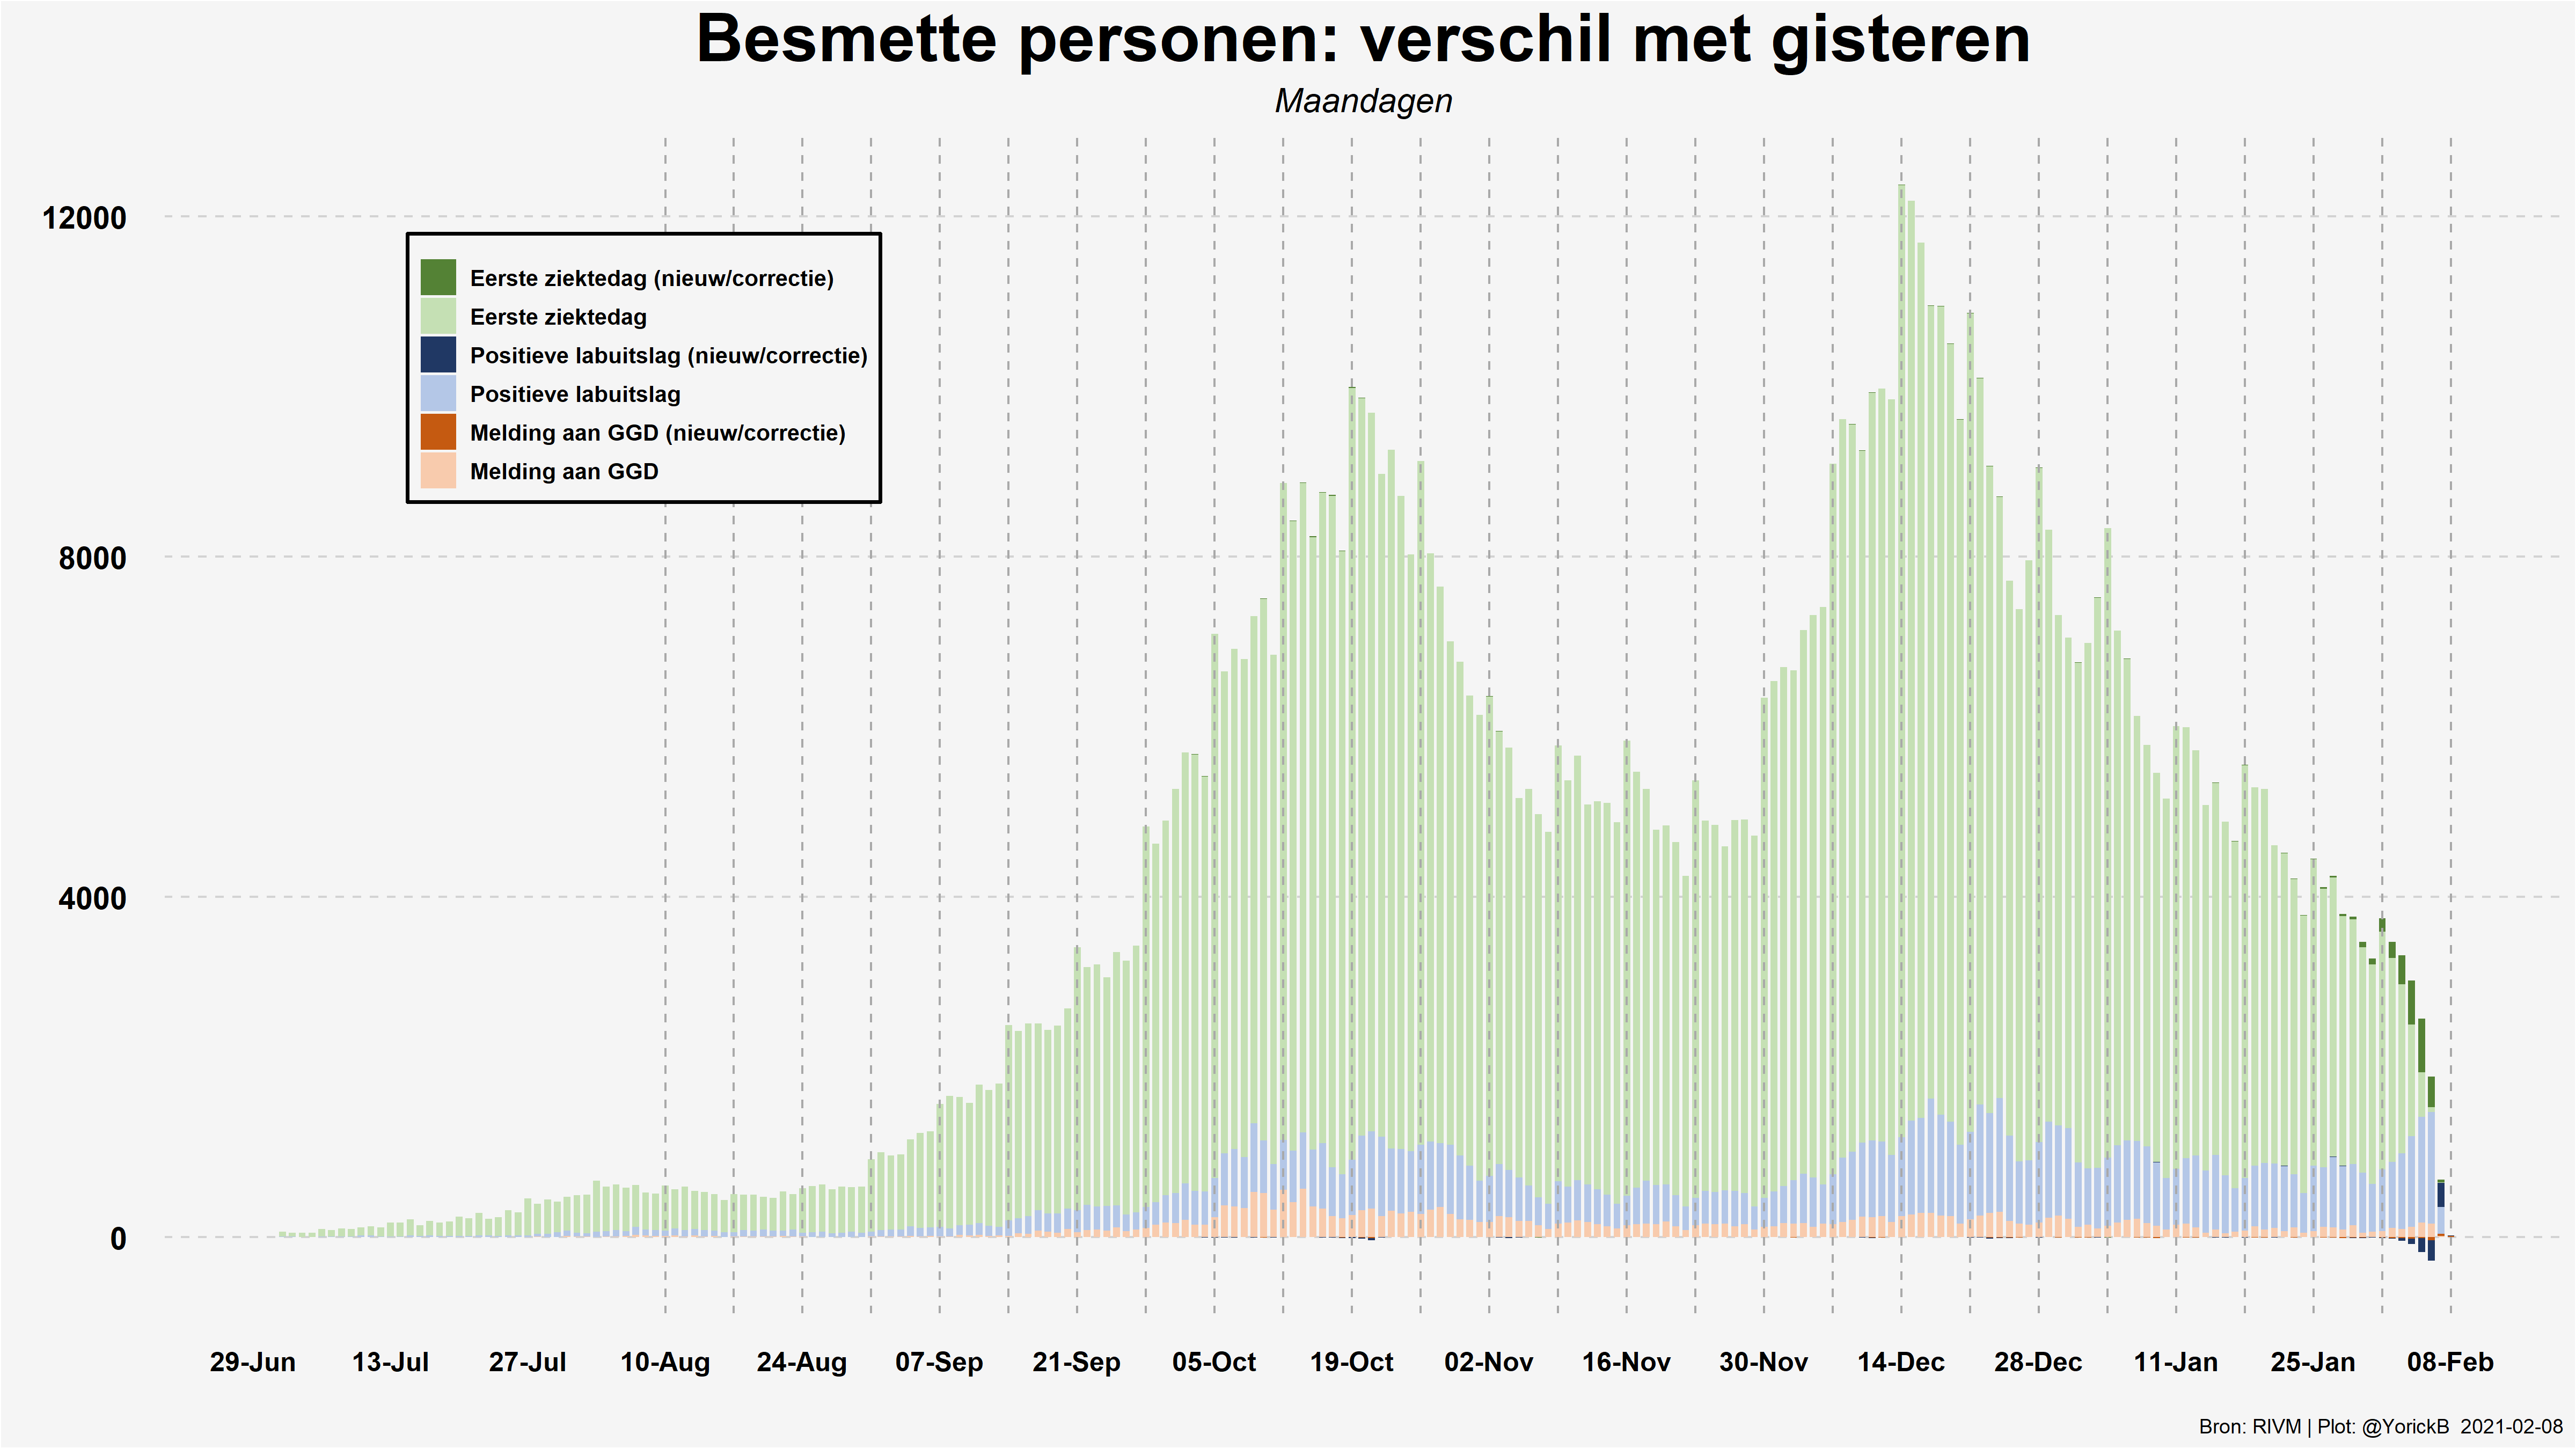 Besmette personen: verschil met gisteren
Maandagen
12000
8000
4000
0
Eerste ziektedag (nieuw/correctie)
Eerste ziektedag
Positieve labuitslag (nieuw/correctie)
Positieve labuitslag
Melding aan GGD (nieuw/correctie)
Melding aan GGD
29-Jun 13-Jul 27-Jul 10-Aug 24-Aug 07-Sep 21-Sep 05-Oct 19-Oct 02-Nov 16-Nov 30-Nov 14-Dec 28-Dec 11-Jan 25-Jan 08-Feb
Bron: RIVM | Plot: @YorickB 2021-02-08